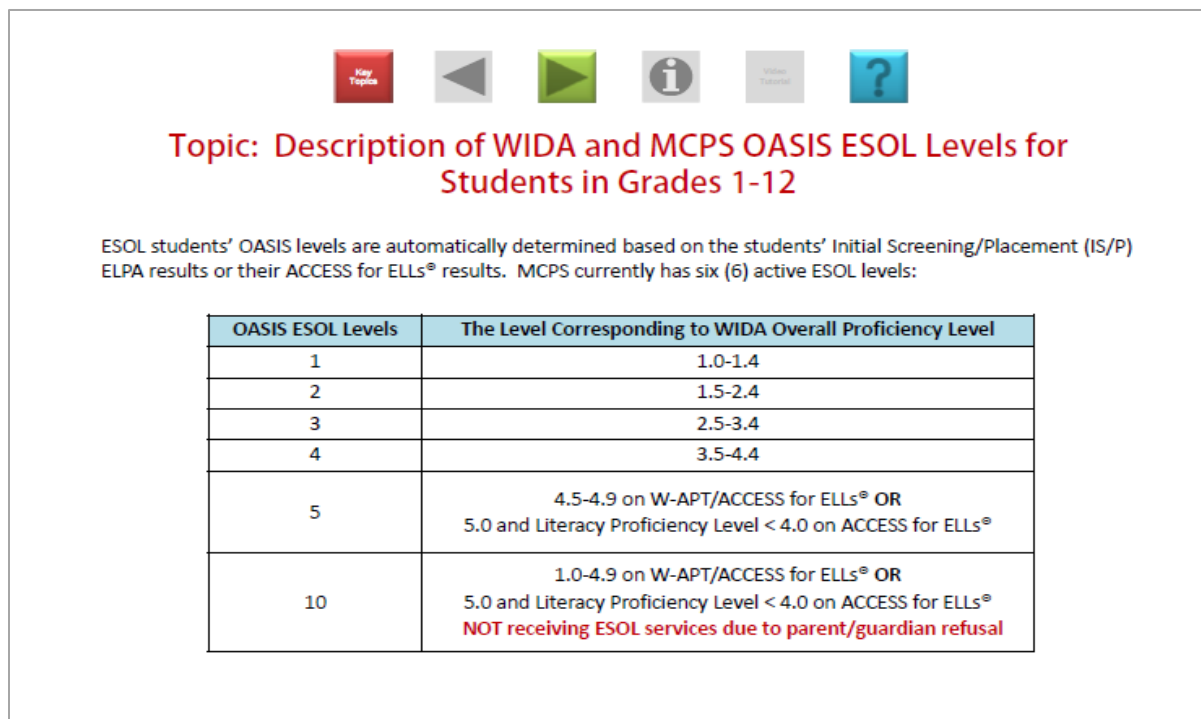 Key
Topics
Video
Tutorial
?
Topic: Description of WIDA and MCPS OASIS ESOL Levels for
Students in Grades 1-12
ESOL students’ OASIS levels are automatically determined based on the students’ Initial Screening/Placement (IS/P)
ELPA results or their ACCESS for ELLs® results. MCPS currently has six (6) active ESOL levels:
OASIS ESOL Levels The Level Corresponding to WIDA Overall Proficiency Level
1 1.0-1.4
2 1.5-2.4
3 2.5-3.4
4 3.5-4.4
5 4.5-4.9 on W-APT/ACCESS for ELLs® OR
5.0 and Literacy Proficiency Level < 4.0 on ACCESS for ELLs®
10 1.0-4.9 on W-APT/ACCESS for ELLs® OR
5.0 and Literacy Proficiency Level < 4.0 on ACCESS for ELLs®
NOT receiving ESOL services due to parent/guardian refusal